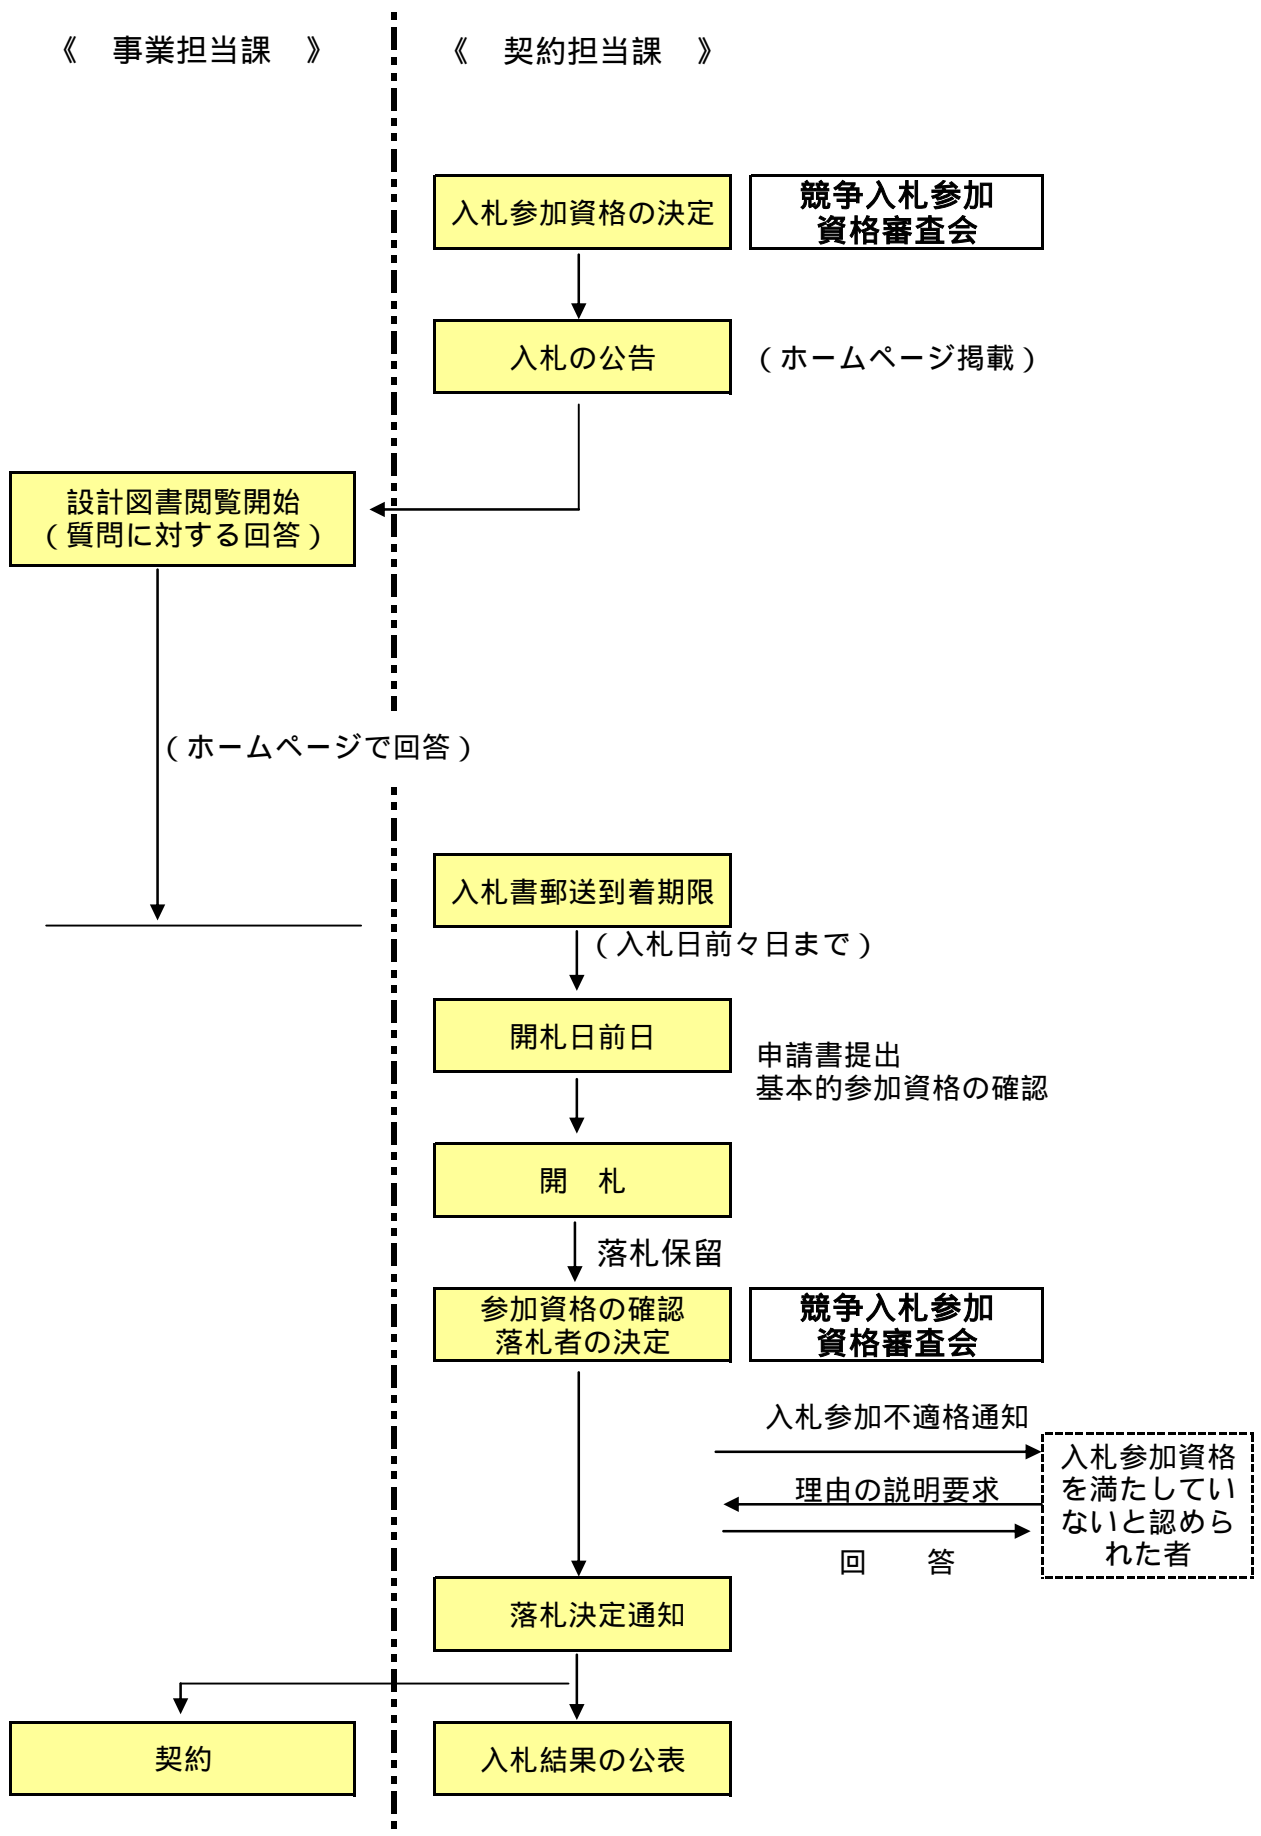 《　事業担当課　》
《　契約担当課　》
入札参加資格の決定
競争入札参加
資格審査会
入札の公告
（ホームページ掲載）
設計図書閲覧開始
（質問に対する回答）
（ホームページで回答）
入札書郵送到着期限
（入札日前々日まで）
開札日前日
申請書提出
基本的参加資格の確認
開　札
落札保留
参加資格の確認
落札者の決定
競争入札参加
資格審査会
入札参加不適格通知
理由の説明要求
回　　答
入札参加資格
を満たしてい
ないと認めら
れた者
落札決定通知
契約
入札結果の公表